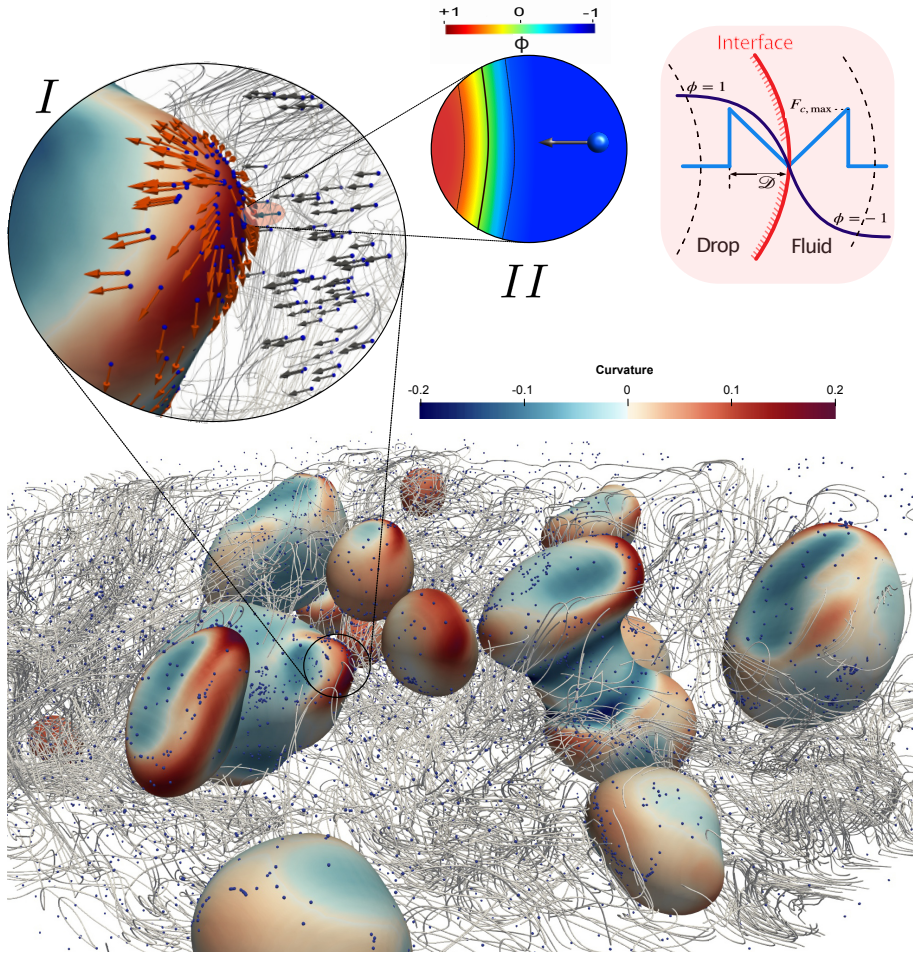 +1 0 -1
Φ
I
II
Interface
ϕ = 1
F_{c, max}
𝒟
ϕ = −1
Drop Fluid
Curvature
-0.2 -0.1 0 0.1 0.2